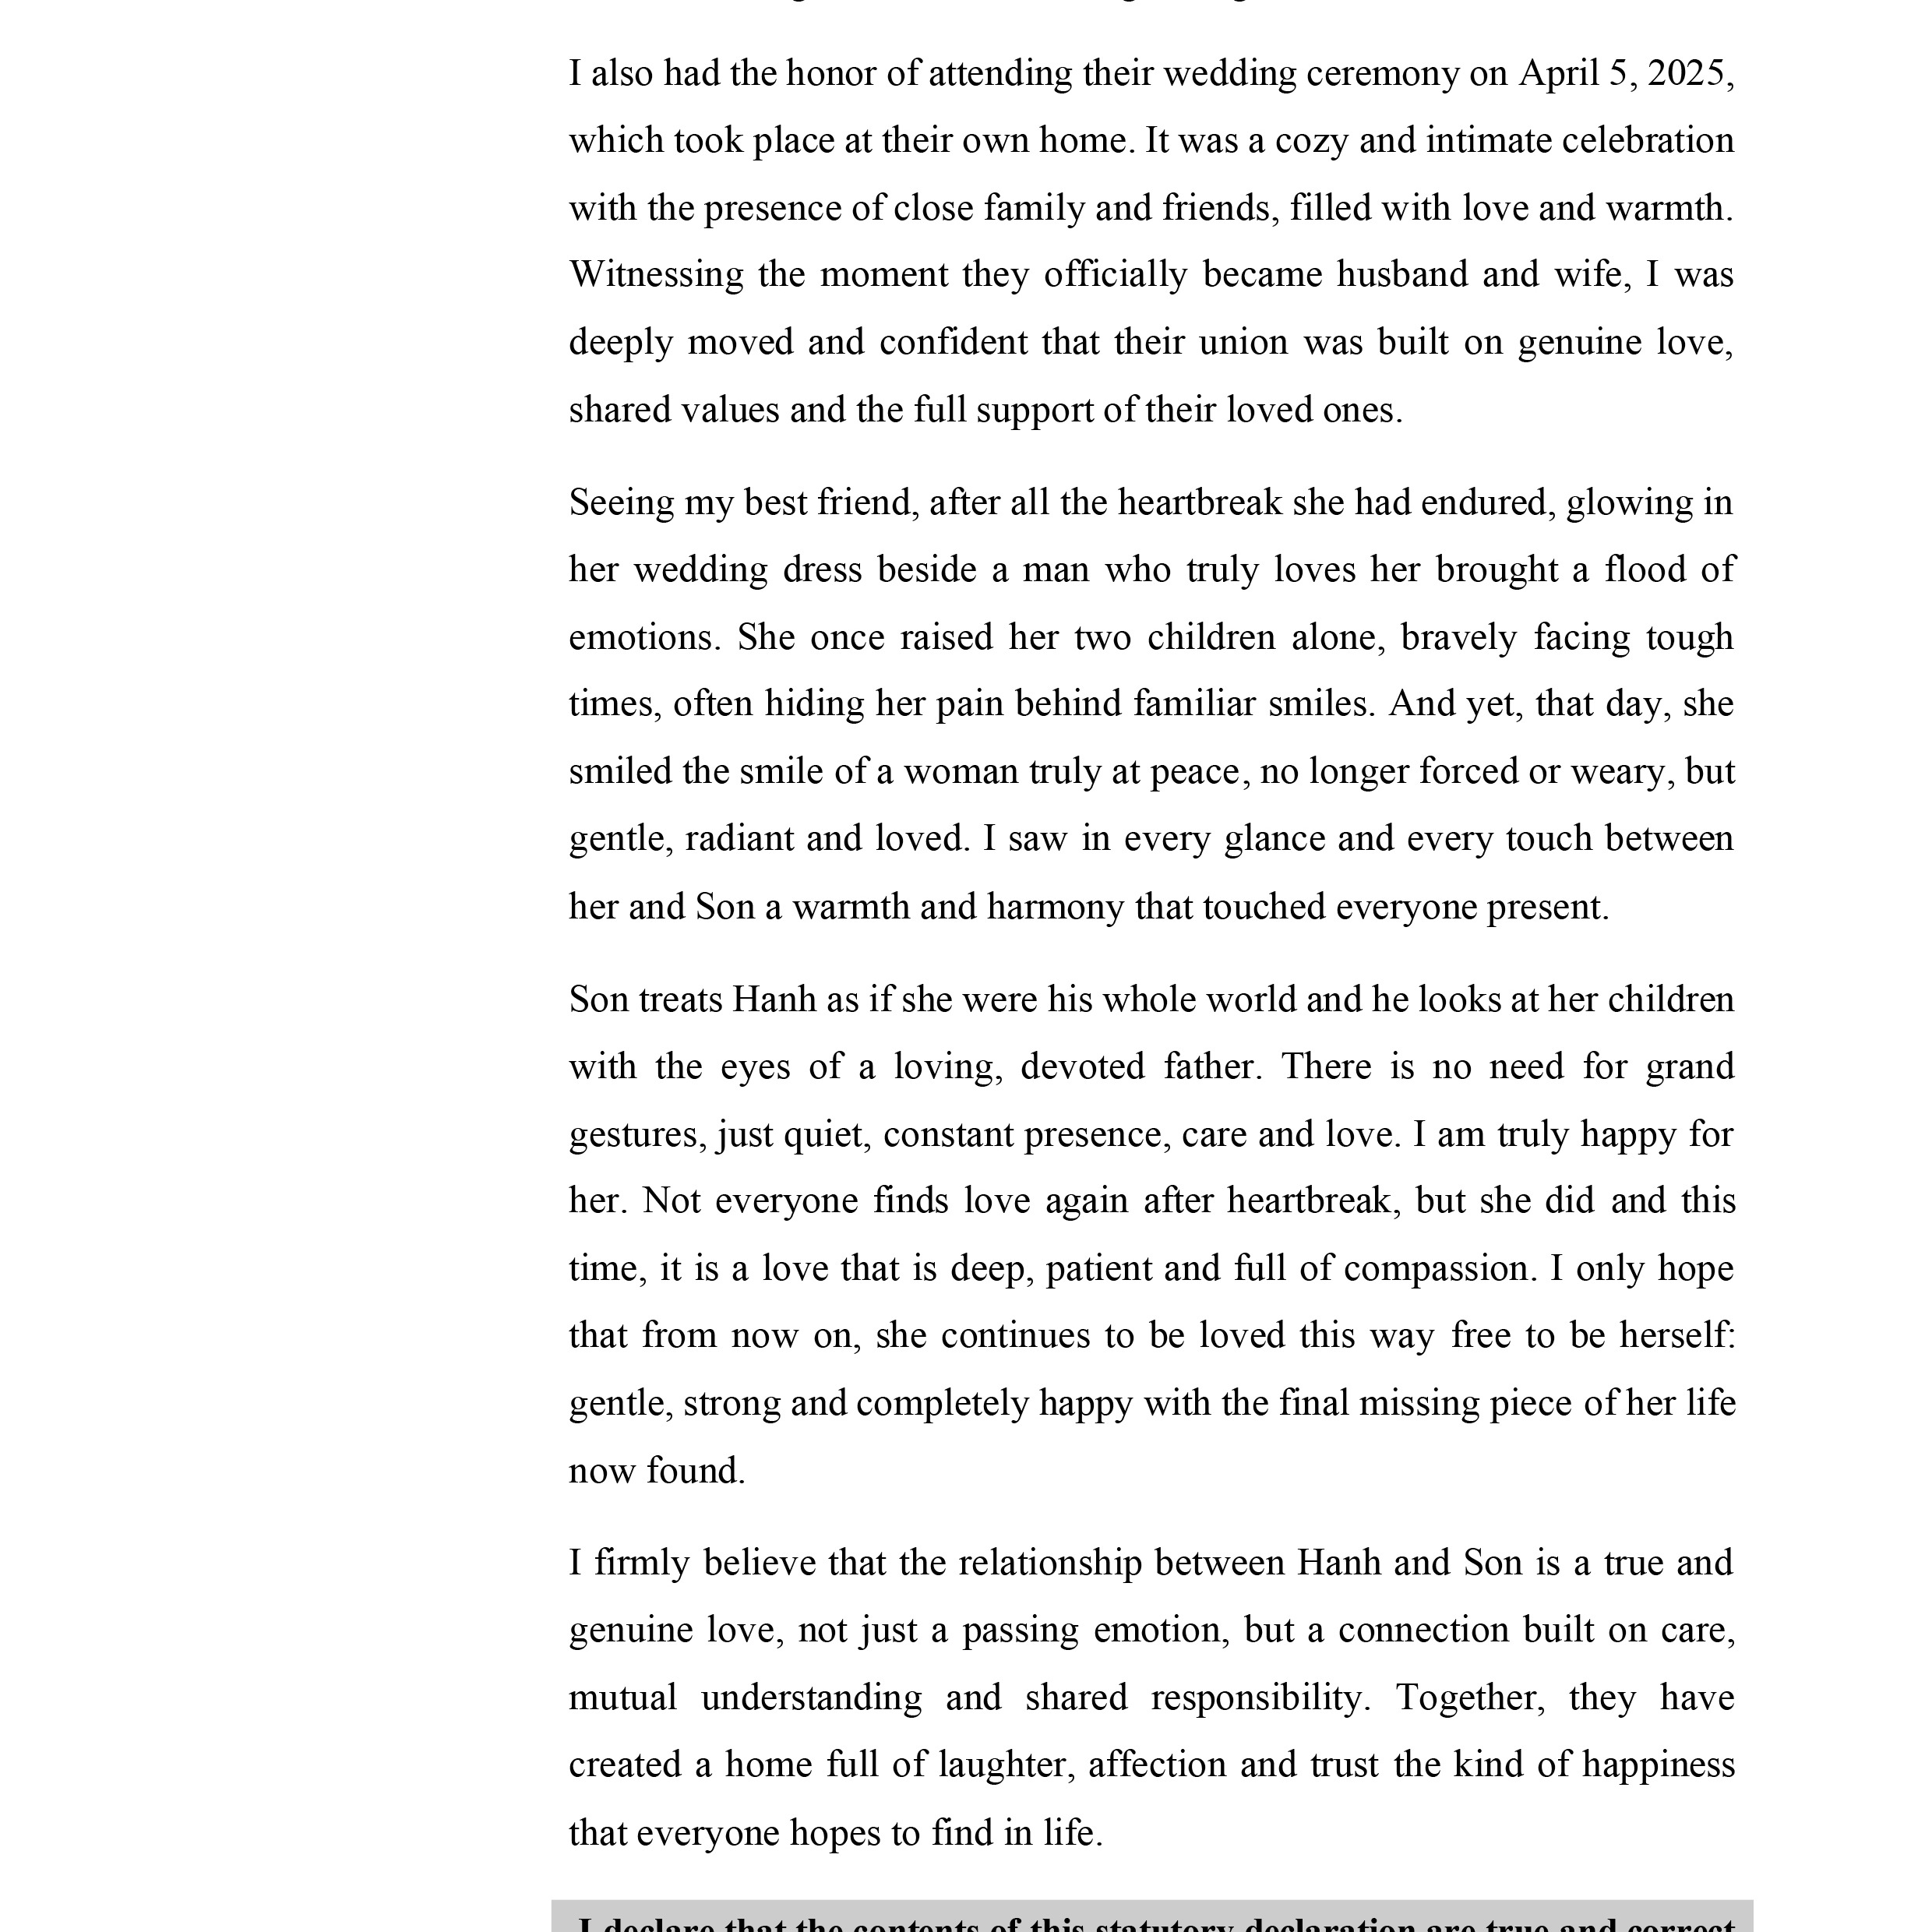 I also had the honor of attending their wedding ceremony on April 5, 2025,
which took place at their own home. It was a cozy and intimate celebration
with the presence of close family and friends, filled with love and warmth.
Witnessing the moment they officially became husband and wife, I was
deeply moved and confident that their union was built on genuine love,
shared values and the full support of their loved ones.
Seeing my best friend, after all the heartbreak she had endured, glowing in
her wedding dress beside a man who truly loves her brought a flood of
emotions. She once raised her two children alone, bravely facing tough
times, often hiding her pain behind familiar smiles. And yet, that day, she
smiled the smile of a woman truly at peace, no longer forced or weary, but
gentle, radiant and loved. I saw in every glance and every touch between
her and Son a warmth and harmony that touched everyone present.
Son treats Hanh as if she were his whole world and he looks at her children
with the eyes of a loving, devoted father. There is no need for grand
gestures, just quiet, constant presence, care and love. I am truly happy for
her. Not everyone finds love again after heartbreak, but she did and this
time, it is a love that is deep, patient and full of compassion. I only hope
that from now on, she continues to be loved this way free to be herself:
gentle, strong and completely happy with the final missing piece of her life
now found.
I firmly believe that the relationship between Hanh and Son is a true and
genuine love, not just a passing emotion, but a connection built on care,
mutual understanding and shared responsibility. Together, they have
created a home full of laughter, affection and trust the kind of happiness
that everyone hopes to find in life.
I declare that the contents of this statutory declaration are true and correct